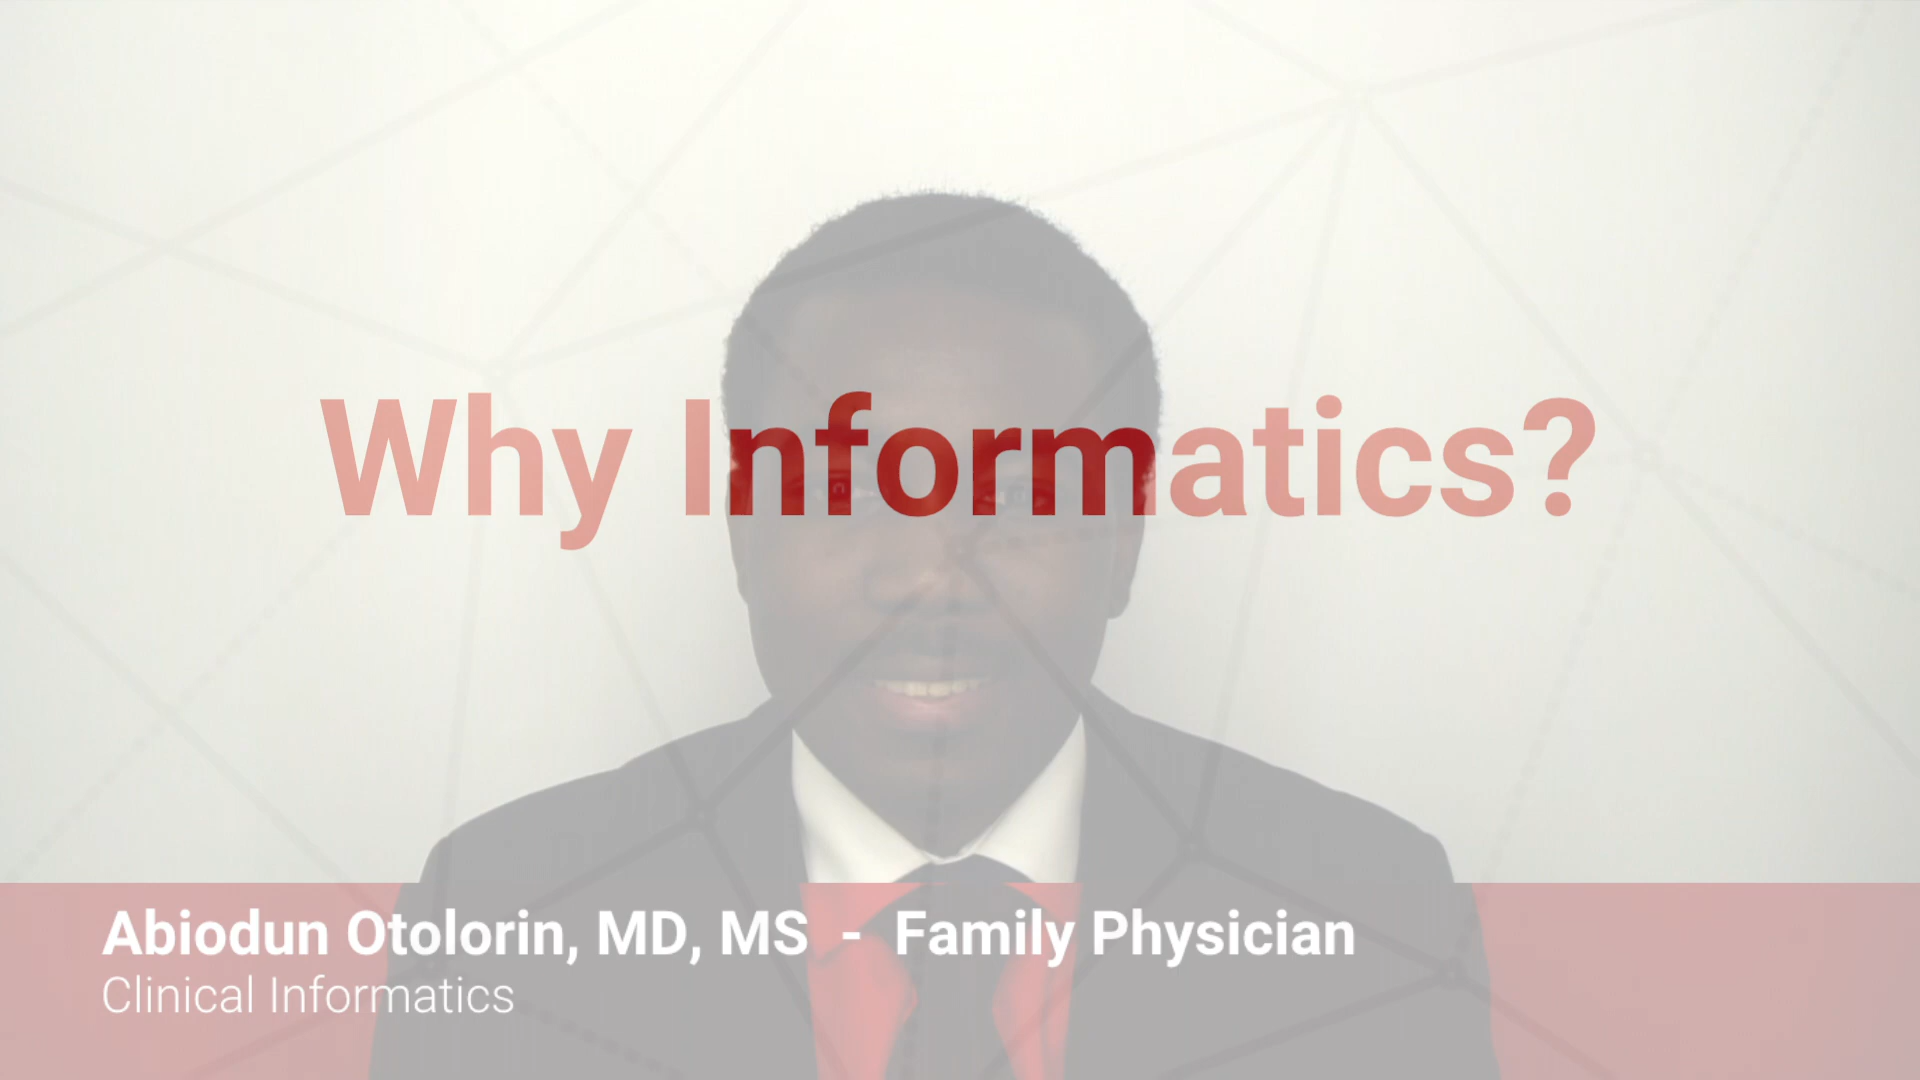 Why Informatics?
Abiodun Otolorin, MD, MS - Family Physician
Clinical Informatics